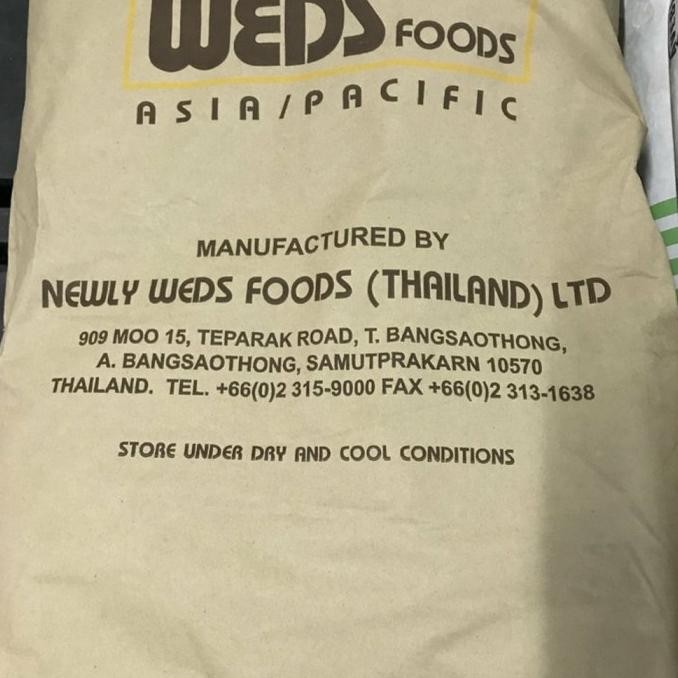 WEDS FOODS
ASIA/PACIFIC
MANUFACTURED BY
NEWLY WEDS FOODS (THAILAND) LTD
909 MOO 15, TEPARAK ROAD, T. BANGSAOTHONG,
A. BANGSAOTHONG, SAMUTPRAKARN 10570
THAILAND. TEL. +66(0)2 315-9000 FAX +66(0)2 313-1638
STORE UNDER DRY AND COOL CONDITIONS